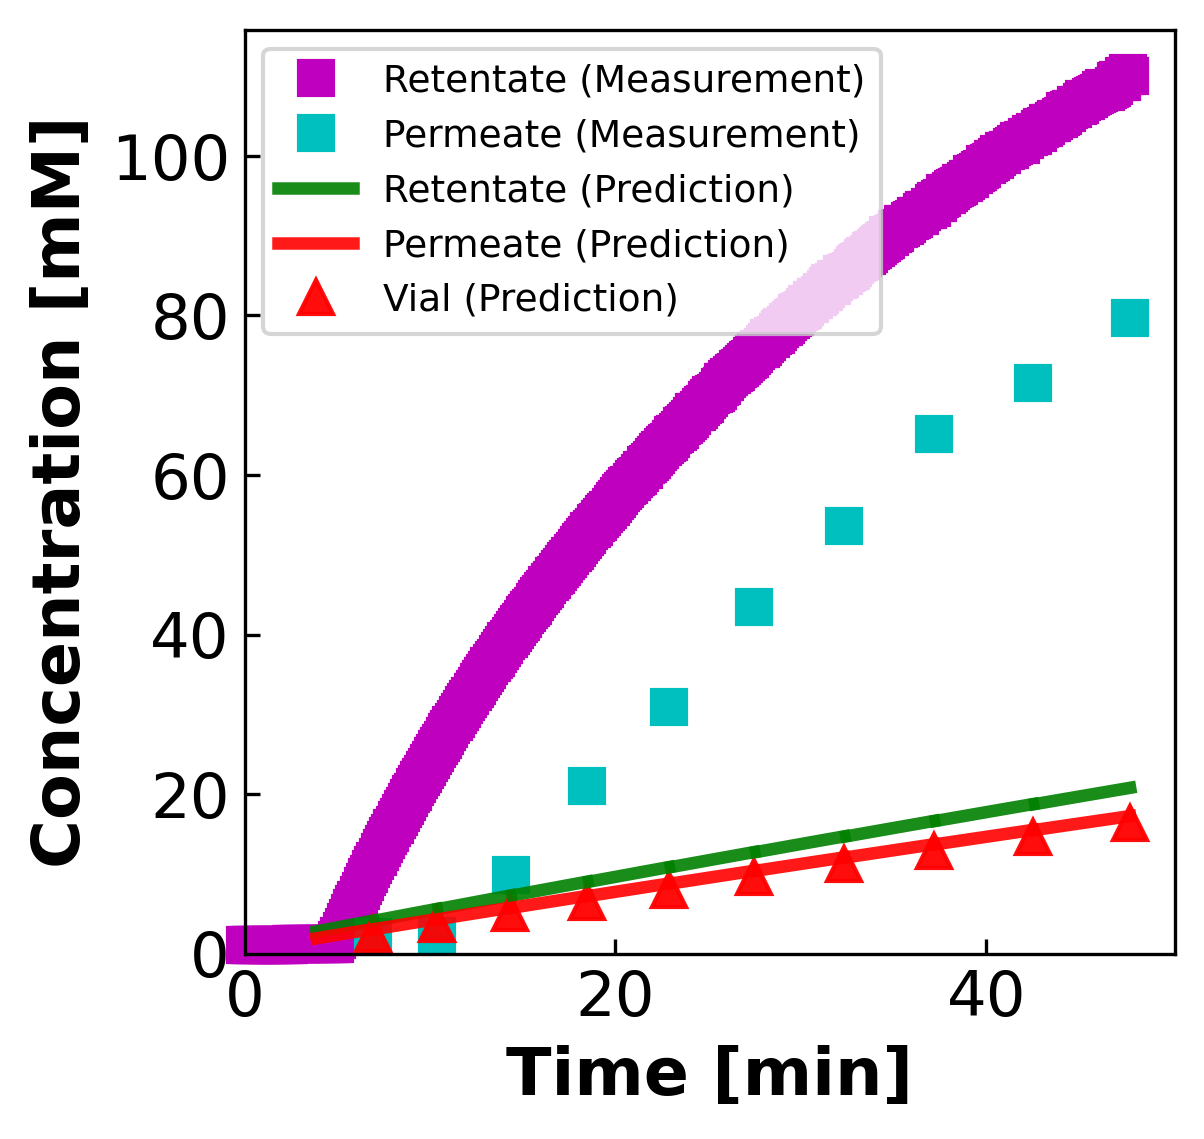 Retentate (Measurement)
Permeate (Measurement)
Retentate (Prediction)
Permeate (Prediction)
Vial (Prediction)
Concentration [mM]
100
80
60
40
20
0
0 20 40
Time [min]